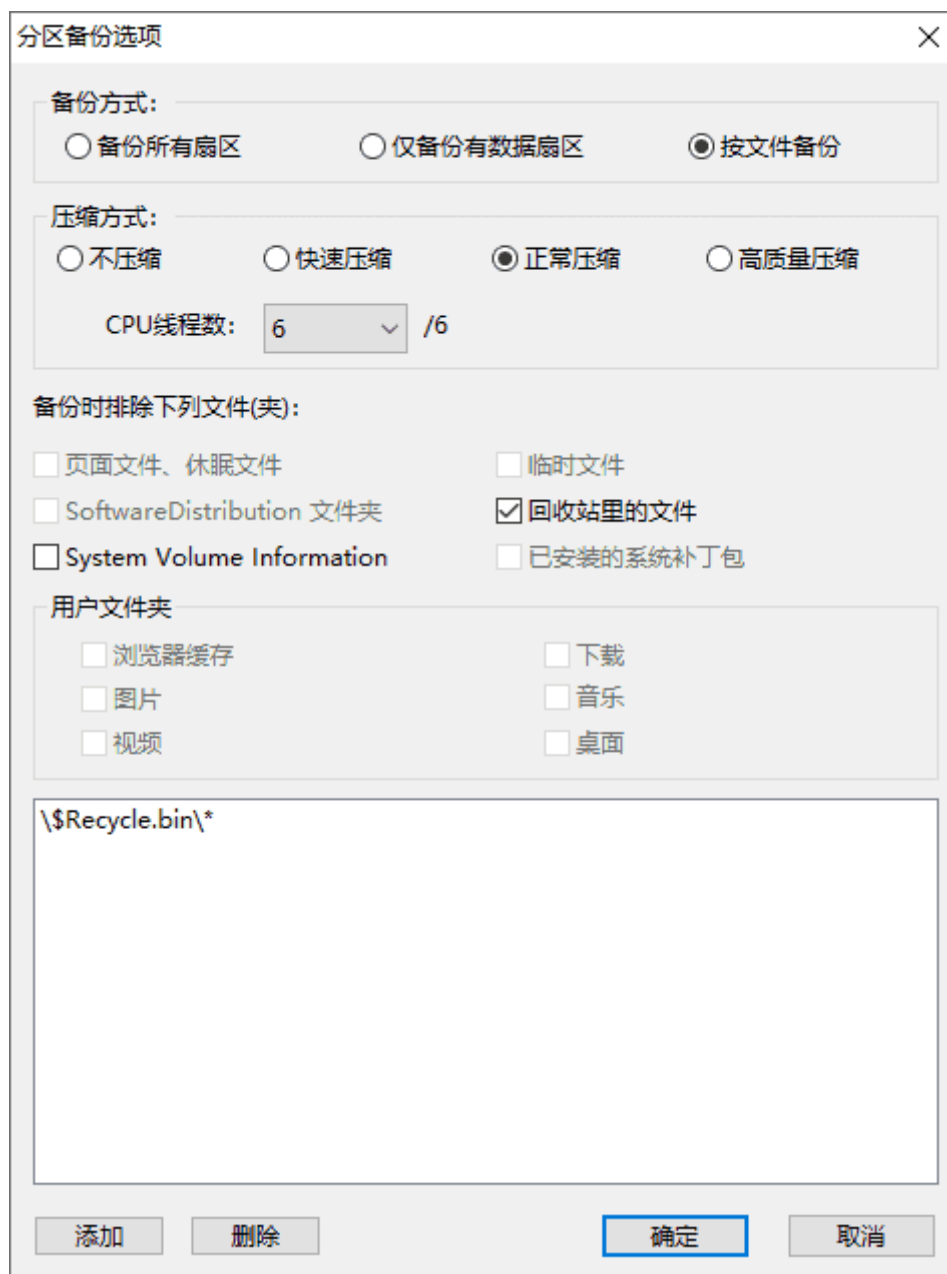 分区备份选项
备份方式:
备份所有扇区 仅备份有数据扇区 按文件备份
压缩方式:
不压缩 快速压缩 正常压缩 高质量压缩
CPU线程数: 6 /6
备份时排除下列文件(夹):
页面文件、休眠文件 临时文件
SoftwareDistribution 文件夹 回收站里的文件
System Volume Information 已安装的系统补丁包
用户文件夹
浏览器缓存 下载
图片 音乐
视频 桌面
\$Recycle.bin\*
添加 删除 确定 取消